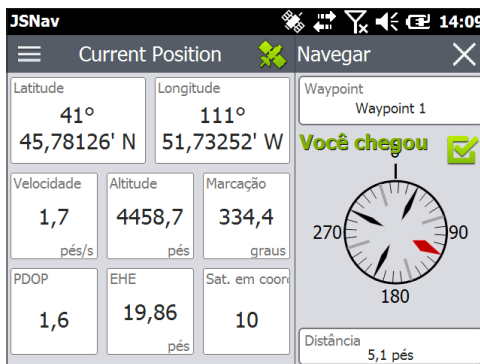 JSNav 14:09
Current Position
Latitude
41°
45,78126' N
Longitude
111°
51,73252' W
Velocidade
1,7
pés/s
Altitude
4458,7
pés
Marcação
334,4
graus
PDOP
1,6
EHE
19,86
pés
Sat. em coord
10
Navegar
Waypoint
Waypoint 1
Você chegou
0
270
90
180
Distância
5,1 pés